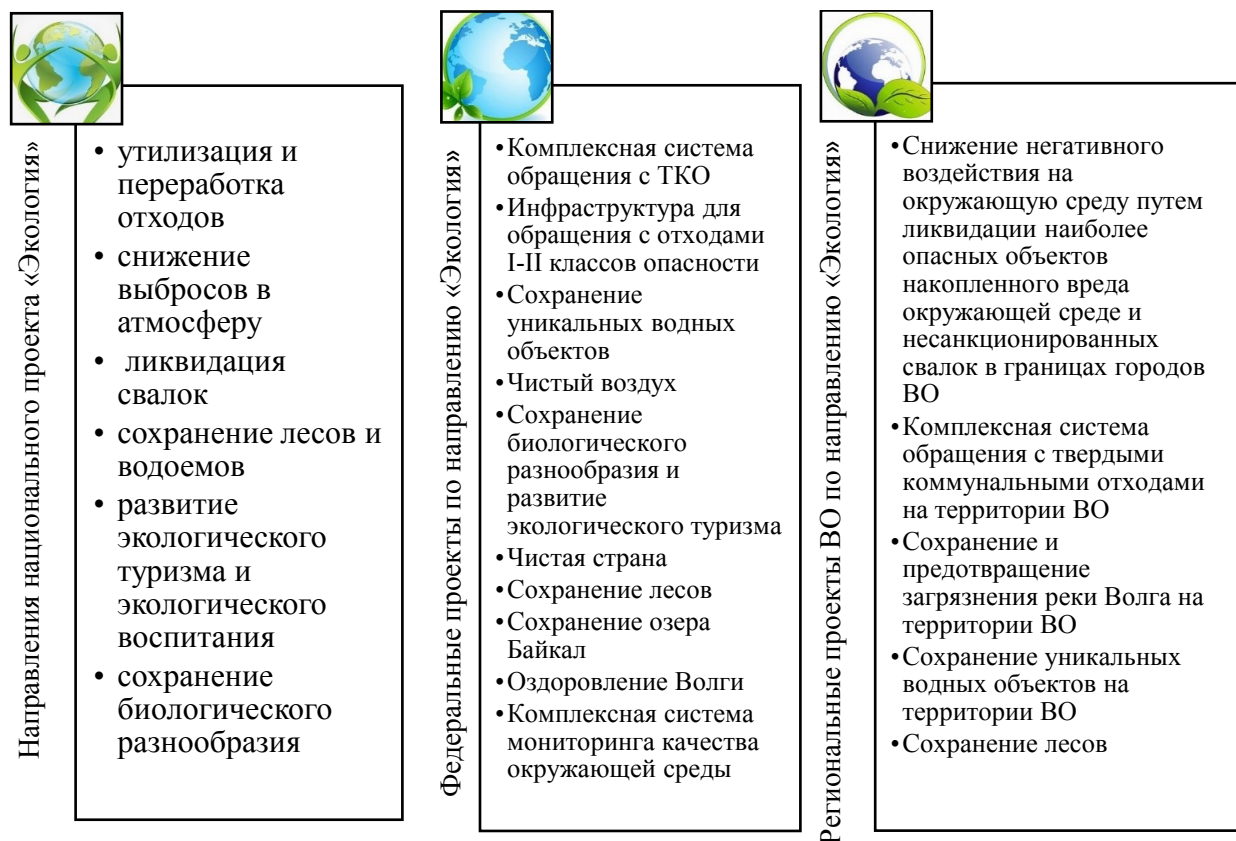 Направления национального проекта «Экология»
• утилизация и
переработка
отходов
• снижение
выбросов в
атмосферу
• ликвидация
свалок
• сохранение лесов и
водоемов
• развитие
экологического
туризма и
экологического
воспитания
• сохранение
биологического
разнообразия
Федеральные проекты по направлению «Экология»
•Комплексная система
обращения с ТКО
•Инфраструктура для
обращения с отходами
I-II классов опасности
•Сохранение
уникальных водных
объектов
•Чистый воздух
•Сохранение
биологического
разнообразия и
развитие
экологического туризма
•Чистая страна
•Сохранение лесов
•Сохранение озера
Байкал
•Оздоровление Волги
•Комплексная система
мониторинга качества
окружающей среды
Региональные проекты ВО по направлению «Экология»
•Снижение негативного
воздействия на
окружающую среду путем
ликвидации наиболее
опасных объектов
накопленного вреда
окружающей среде и
несанкционированных
свалок в границах городов
ВО
•Комплексная система
обращения с твердыми
коммунальными отходами
на территории ВО
•Сохранение и
предотвращение
загрязнения реки Волга на
территории ВО
•Сохранение уникальных
водных объектов на
территории ВО
•Сохранение лесов